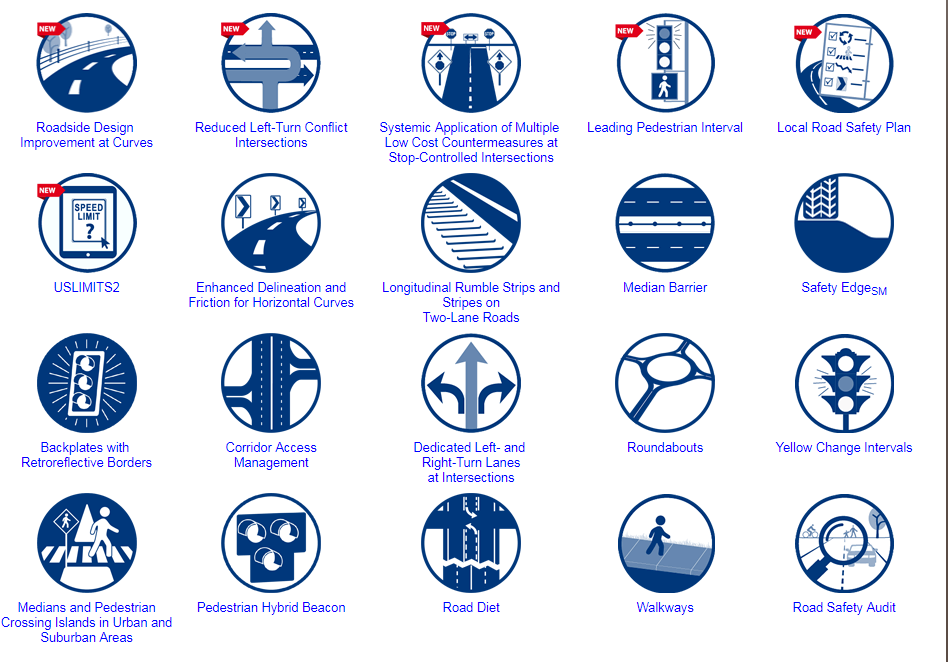 NEW
NEW
NEW
STOP
STOP
NEW
NEW
Roadside Design
Improvement at Curves
Reduced Left-Turn Conflict
Intersections
Systemic Application of Multiple
Low Cost Countermeasures at
Stop-Controlled Intersections
Leading Pedestrian Interval
Local Road Safety Plan
NEW
SPEED
LIMIT
?
USLIMITS2
Enhanced Delineation and
Friction for Horizontal Curves
Longitudinal Rumble Strips and
Stripes on
Two-Lane Roads
Median Barrier
Safety EdgeSM
Backplates with
Retroreflective Borders
Corridor Access
Management
Dedicated Left- and
Right-Turn Lanes
at Intersections
Roundabouts
Yellow Change Intervals
Medians and Pedestrian
Crossing Islands in Urban and
Suburban Areas
Pedestrian Hybrid Beacon
Road Diet
Walkways
Road Safety Audit